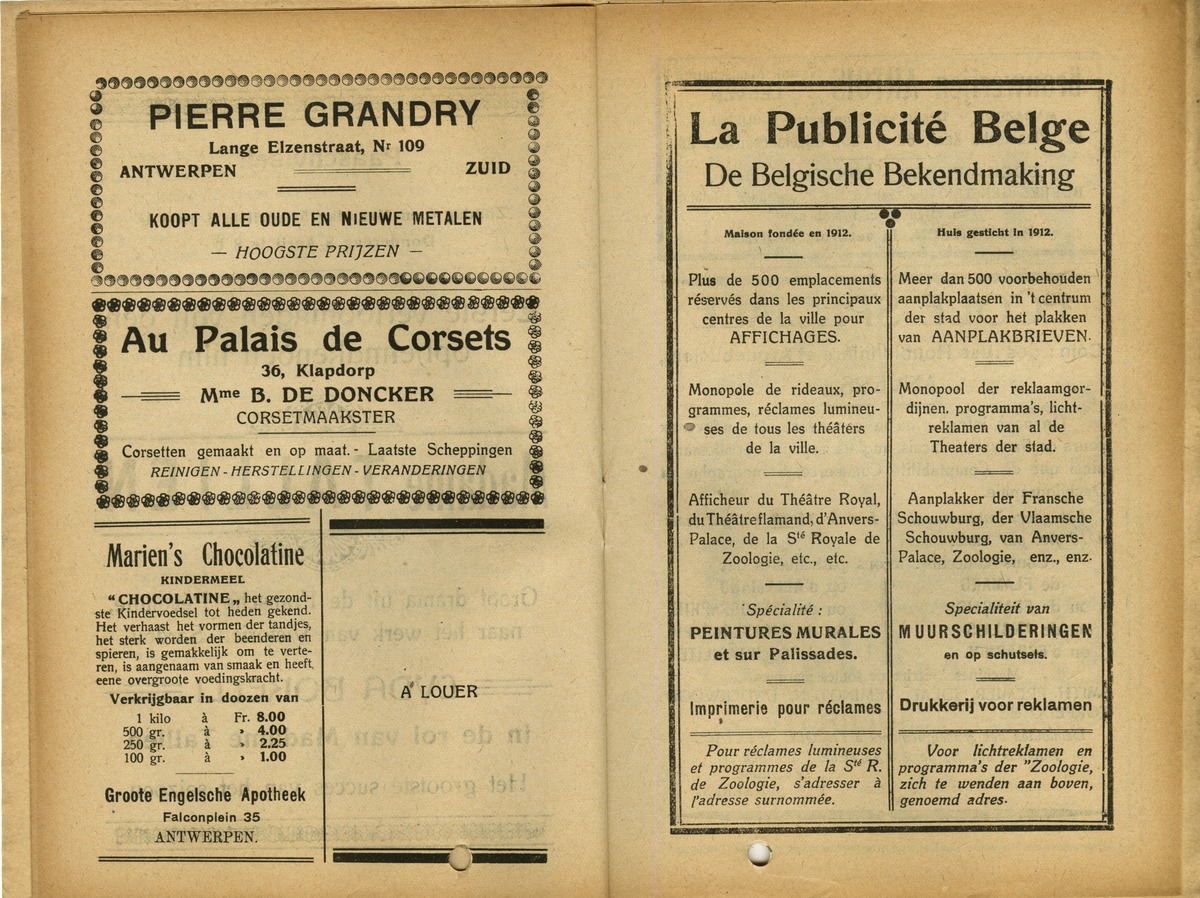 PIERRE GRANDRY
Lange Elzenstraat, Nr 109
ANTWERPEN ZUID
KOOPT ALLE OUDE EN NIEUWE METALEN
— HOOGSTE PRIJZEN —
Au Palais de Corsets
36, Klapdorp
Mme B. DE DONCKER
CORSETMAAKSTER
Corsetten gemaakt en op maat. - Laatste Scheppingen
REINIGEN - HERSTELLINGEN - VERANDERINGEN
Marien's Chocolatine
KINDERMEEL
"CHOCOLATINE„ het gezond-
ste Kindervoedsel tot heden gekend.
Het verhaast het vormen der tandjes,
het sterk worden der beenderen en
spieren, is gemakkelijk om te verte-
ren, is aangenaam van smaak en heeft
eene overgroote voedingskracht.
Verkrijgbaar in doozen van
1 kilo à Fr. 8.00
500 gr. à » 4.00
250 gr. à » 2.25
100 gr. à » 1.00
Groote Engelsche Apotheek
Falconplein 35
ANTWERPEN.
A LOUER
La Publicité Belge
De Belgische Bekendmaking
Maison fondée en 1912.
Plus de 500 emplacements
réservés dans les principaux
centres de la ville pour
AFFICHAGES.
Monopole de rideaux, pro-
grammes, réclames lumineu-
ses de tous les théâters
de la ville.
Afficheur du Théâtre Royal,
du Théâtre flamand, d'Anvers-
Palace, de la Sté Royale de
Zoologie, etc., etc.
Spécialité :
PEINTURES MURALES
et sur Palissades.
Imprimerie pour réclames
Pour réclames lumineuses
et programmes de la Sté R.
de Zoologie, s'adresser à
l'adresse surnommée.
Huis gesticht in 1912.
Meer dan 500 voorbehouden
aanplakplaatsen in 't centrum
der stad voor het plakken
van AANPLAKBRIEVEN.
Monopool der reklaamgor-
dijnen. programma's, licht-
reklamen van al de
Theaters der stad.
Aanplakker der Fransche
Schouwburg, der Vlaamsche
Schouwburg, van Anvers-
Palace, Zoologie, enz., enz.
Specialiteit van
MUURSCHILDERINGEN
en op schutsels.
Drukkerij voor reklamen
Voor lichtreklamen en
programma's der "Zoologie,
zich te wenden aan boven,
genoemd adres.